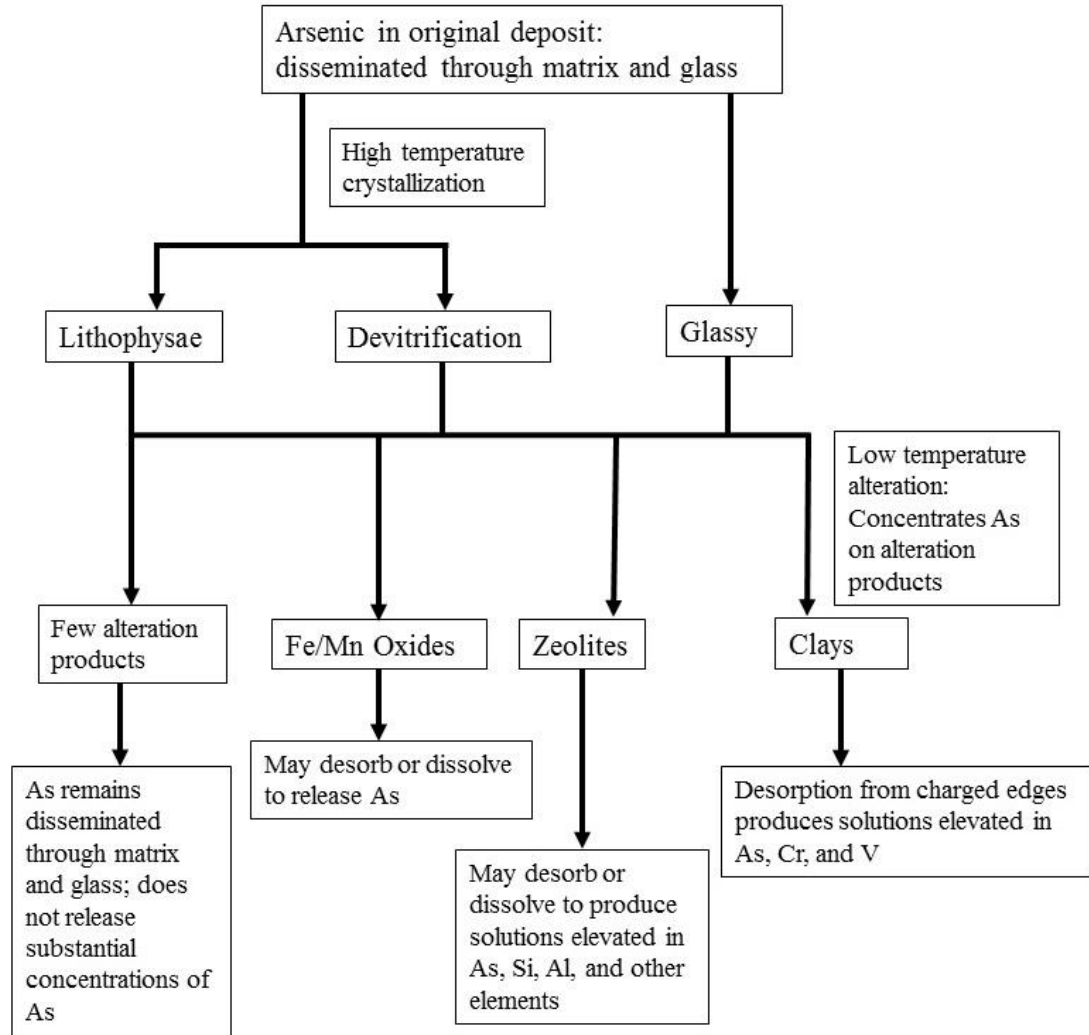 Arsenic in original deposit:
disseminated through matrix and glass
High temperature
crystallization
Lithophysae
Devitrification
Glassy
Low temperature
alteration:
Concentrates As
on alteration
products
Few alteration
products
Fe/Mn Oxides
Zeolites
Clays
As remains
disseminated
through matrix
and glass; does
not release
substantial
concentrations of
As
May desorb or dissolve
to release As
May desorb or
dissolve to produce
solutions elevated in
As, Si, Al, and other
elements
Desorption from charged edges
produces solutions elevated in
As, Cr, and V